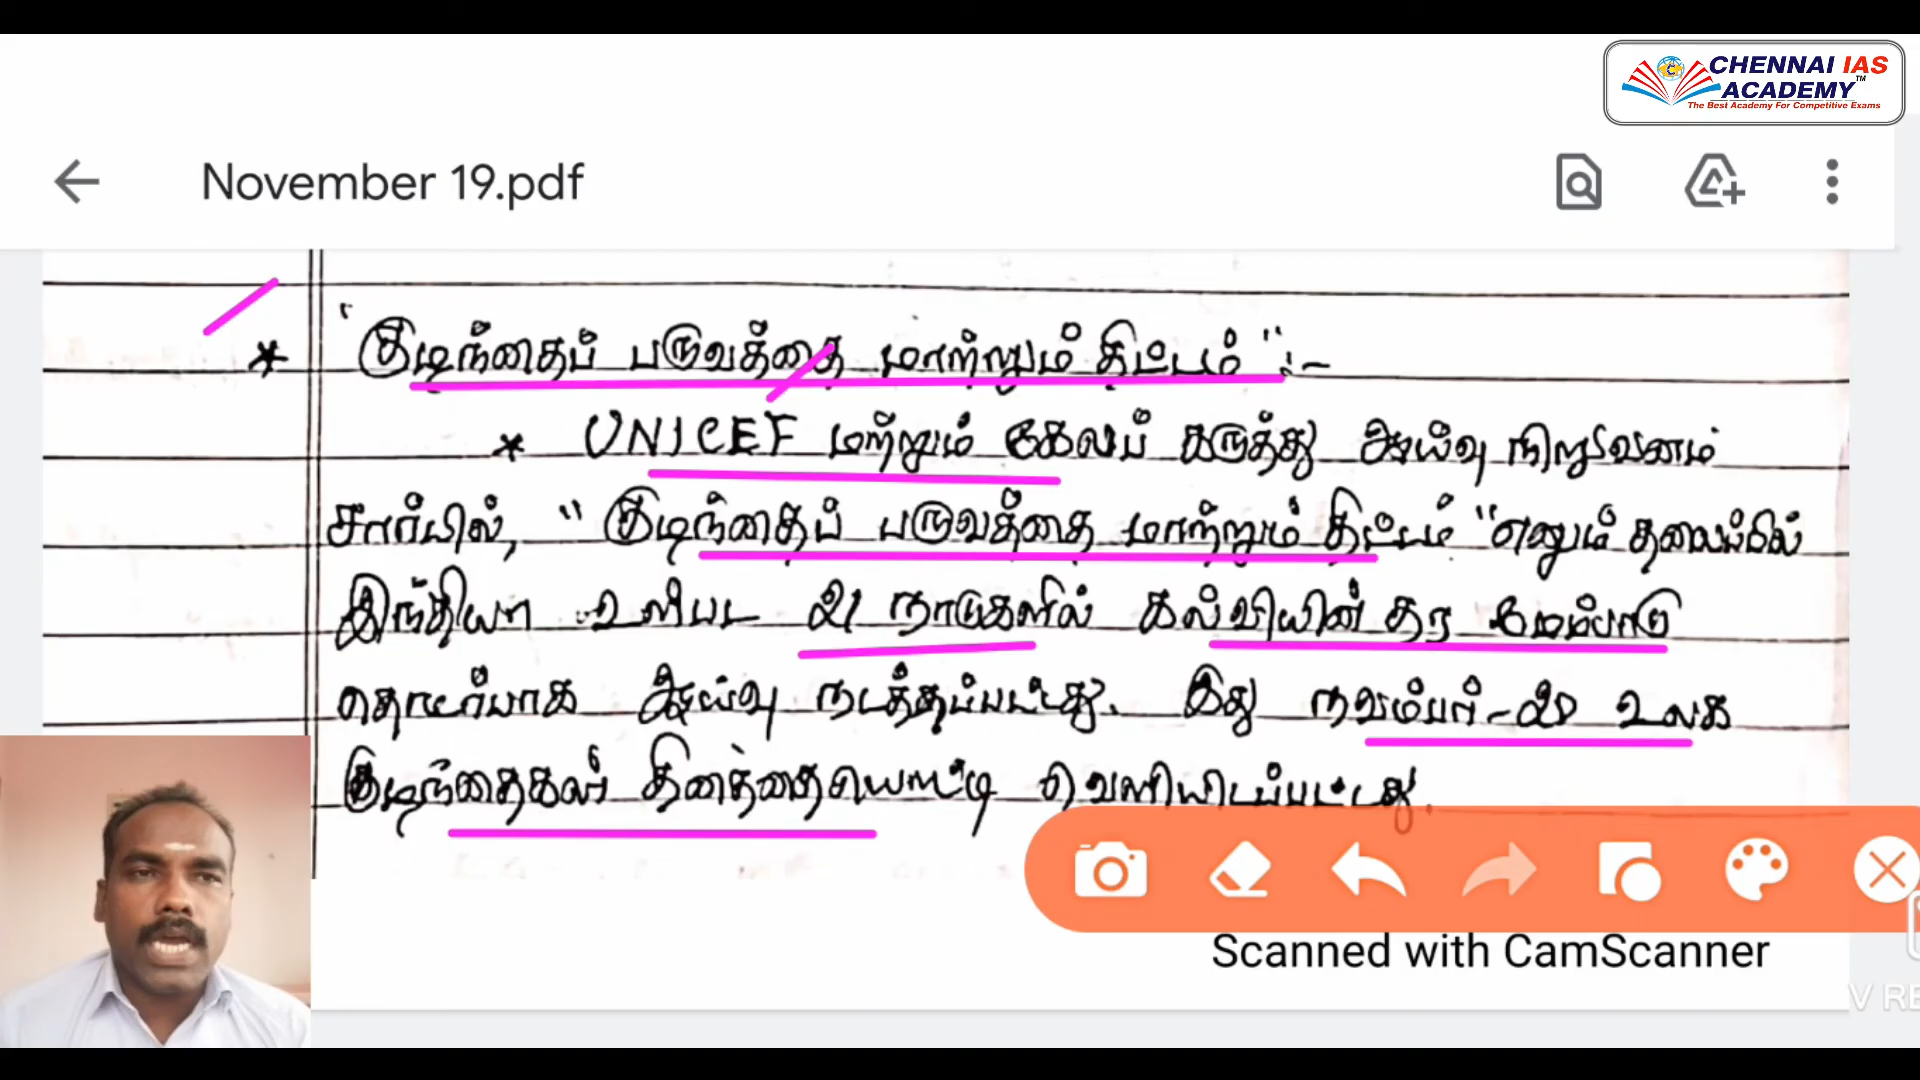 CHENNAI IAS
ACADEMY™
The Best Academy For Competitive Exams
November 19.pdf
* "குழந்தைப் பருவத்தை மாற்றும் திட்டம்" :-
* UNICEF மற்றும் கேலப் கருத்து ஆய்வு நிறுவனம்
சார்பில், "குழந்தைப் பருவத்தை மாற்றும் திட்டம்" எனும் தலைப்பில்
இந்தியா உளிபட 21 நாடுகளில் கல்வியின் தர மேம்பாடு
தொடர்பாக ஆய்வு நடத்தப்பட்டது. இது நவம்பர் - 20 உலக
குழந்தைகள் தினத்தையொட்டி வெளியிடப்பட்டது.
Scanned with CamScanner